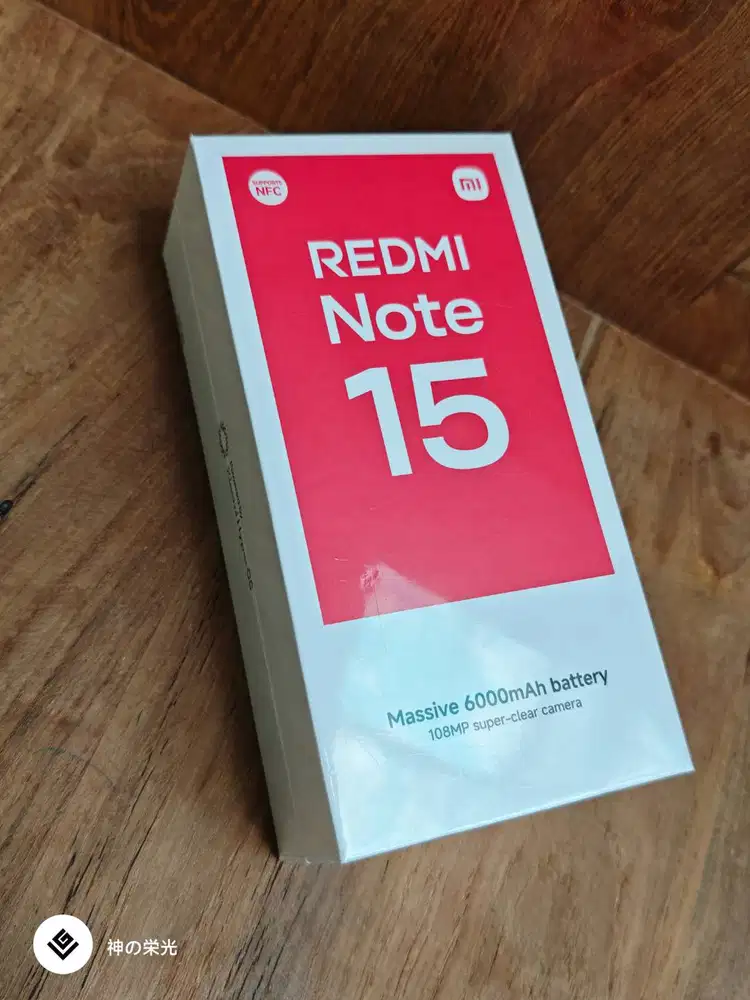 SUPPORTS
NFC
mi
REDMI
Note
15
Massive 6000mAh battery
108MP super-clear camera
神の栄光